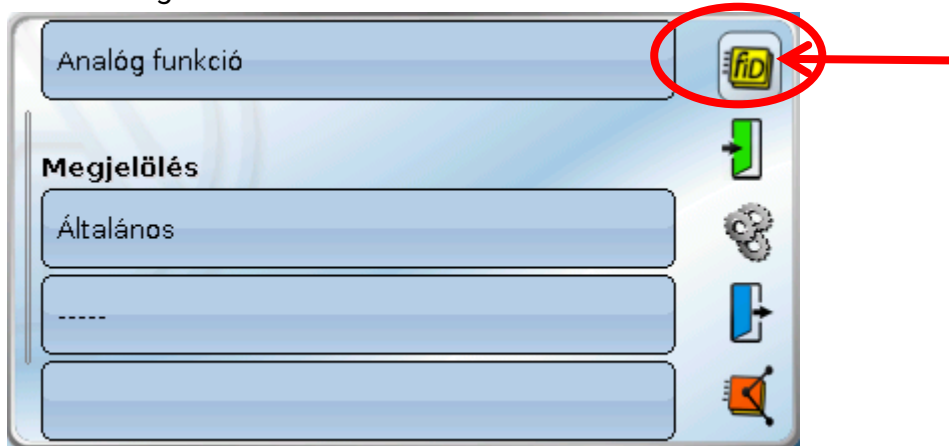 Analóg funkció
fiD
Megjelölés
Általános
-----